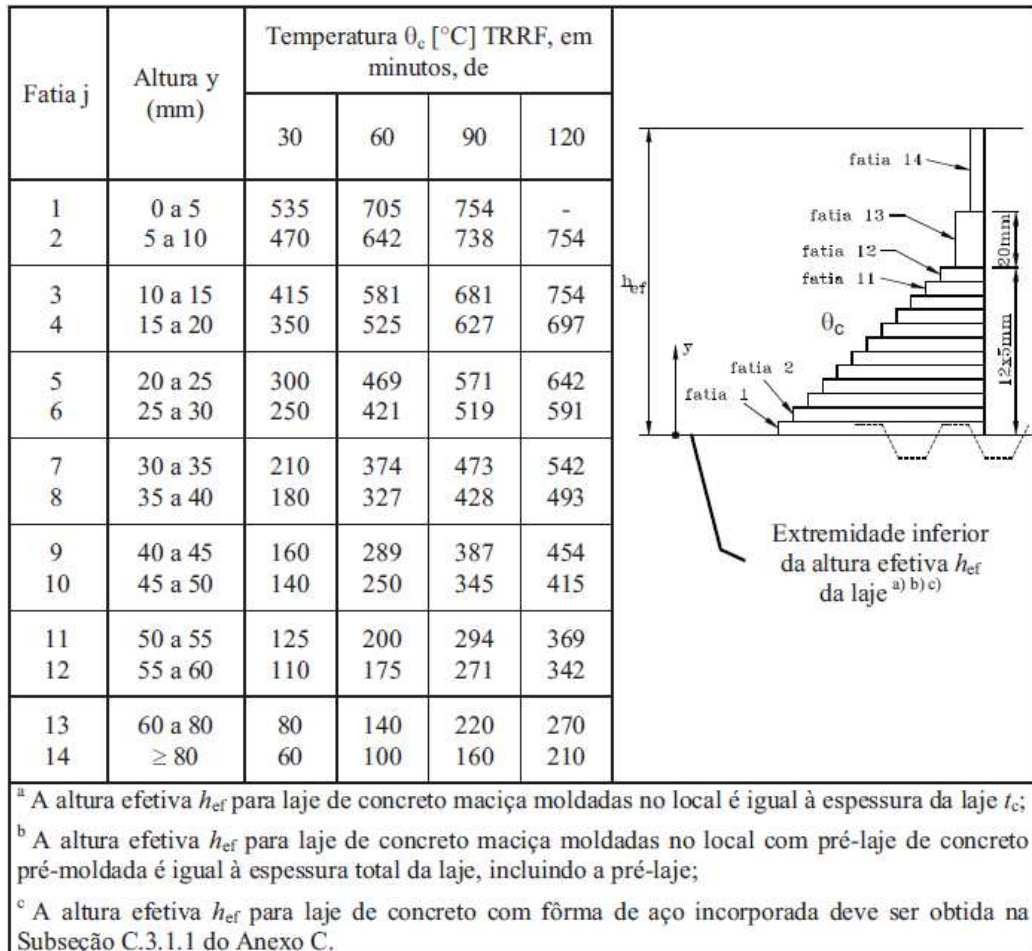 Fatia j
Altura y
(mm)
Temperatura θc [°C] TRRF, em
minutos, de
30 60 90 120
1 0 a 5 535 705 754 -
2 5 a 10 470 642 738 754
3 10 a 15 415 581 681 754
4 15 a 20 350 525 627 697
5 20 a 25 300 469 571 642
6 25 a 30 250 421 519 591
7 30 a 35 210 374 473 542
8 35 a 40 180 327 428 493
9 40 a 45 160 289 387 454
10 45 a 50 140 250 345 415
11 50 a 55 125 200 294 369
12 55 a 60 110 175 271 342
13 60 a 80 80 140 220 270
14 ≥ 80 60 100 160 210
fatia 14
fatia 13
fatia 12
fatia 11
hef
θc
y
fatia 2
fatia 1
20mm
12x5mm
Extremidade inferior
da altura efetiva hef
da laje a) b) c)
a A altura efetiva hef para laje de concreto maciça moldadas no local é igual à espessura da laje tc;
b A altura efetiva hef para laje de concreto maciça moldadas no local com pré-laje de concreto
pré-moldada é igual à espessura total da laje, incluindo a pré-laje;
c A altura efetiva hef para laje de concreto com fôrma de aço incorporada deve ser obtida na
Subseção C.3.1.1 do Anexo C.